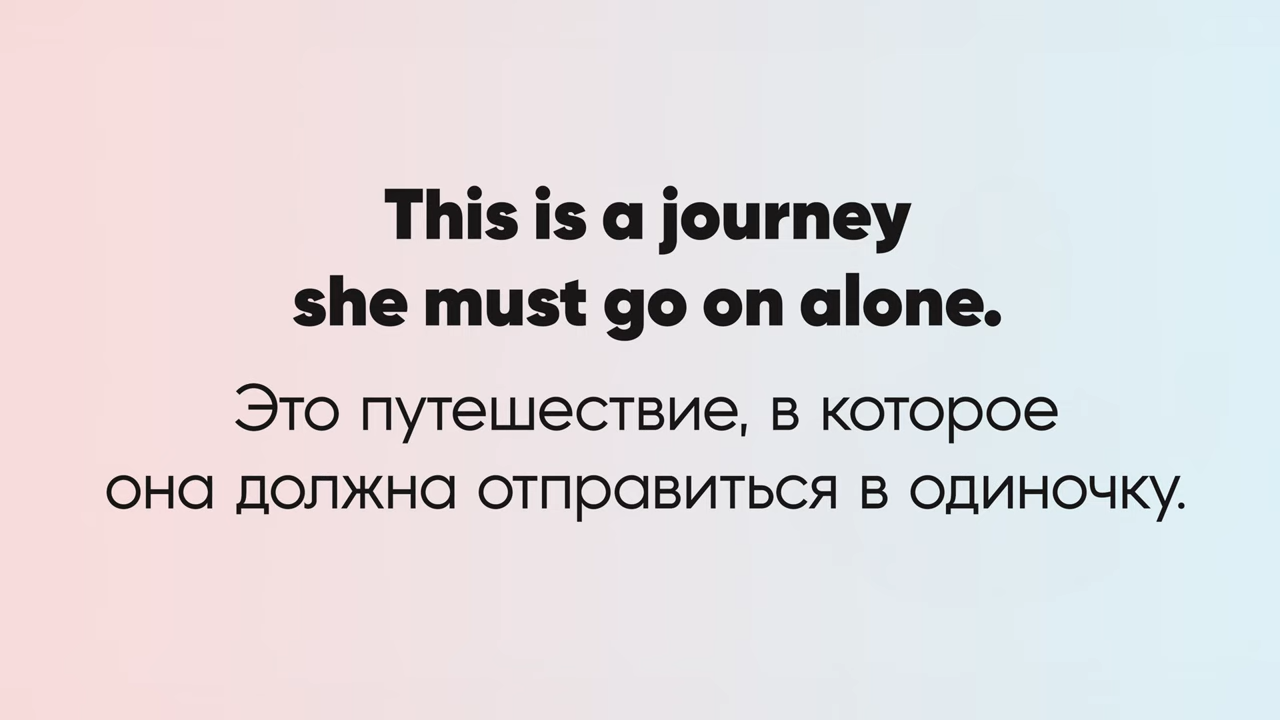 This is a journey
she must go on alone.
Это путешествие, в которое
она должна отправиться в одиночку.